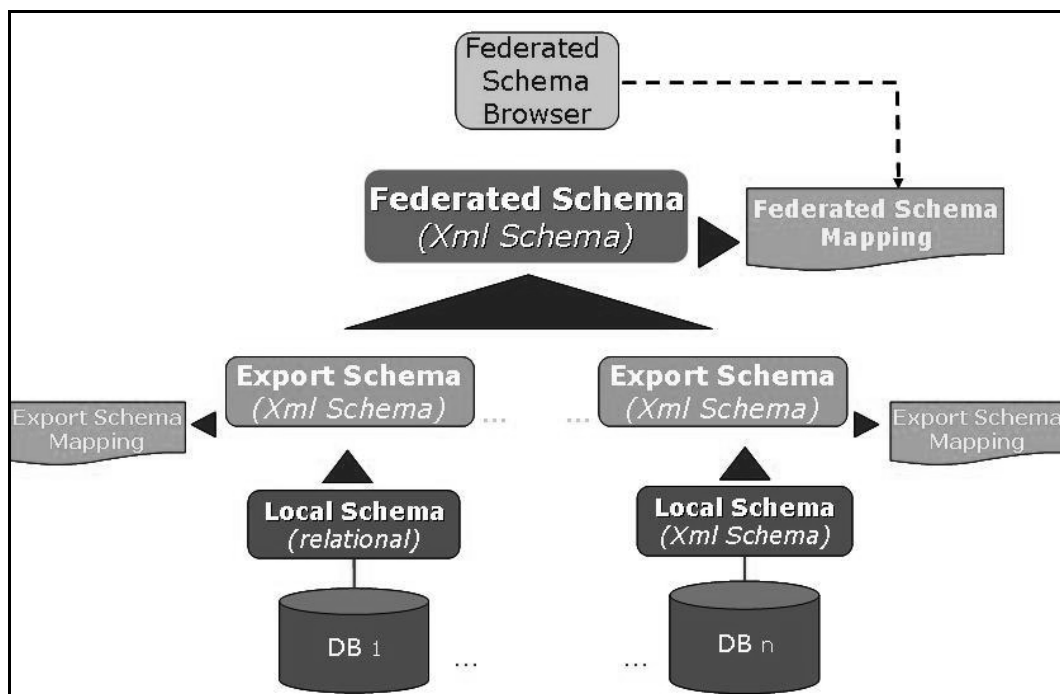 Federated
Schema
Browser
Federated Schema
(Xml Schema)
Federated Schema
Mapping
Export Schema
(Xml Schema)
...
...
Export Schema
(Xml Schema)
Export Schema
Mapping
Export Schema
Mapping
Local Schema
(relational)
Local Schema
(Xml Schema)
DB 1
...
...
DB n